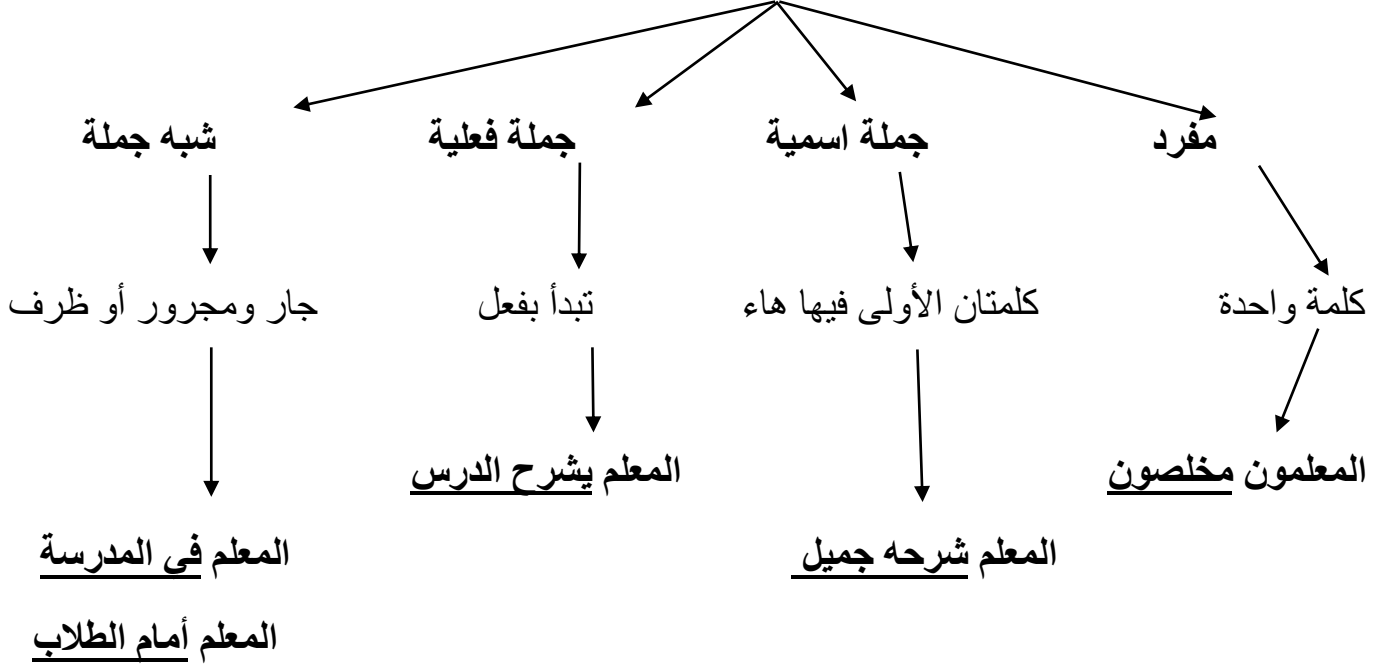 مفرد جملة اسمية جملة فعلية شبه جملة
كلمة واحدة كلمتان الأولى فيها هاء تبدأ بفعل جار ومجرور أو ظرف
المعلمون مخلصون المعلم يشرح الدرس
المعلم شرحه جميل المعلم فى المدرسة
المعلم أمام الطلاب